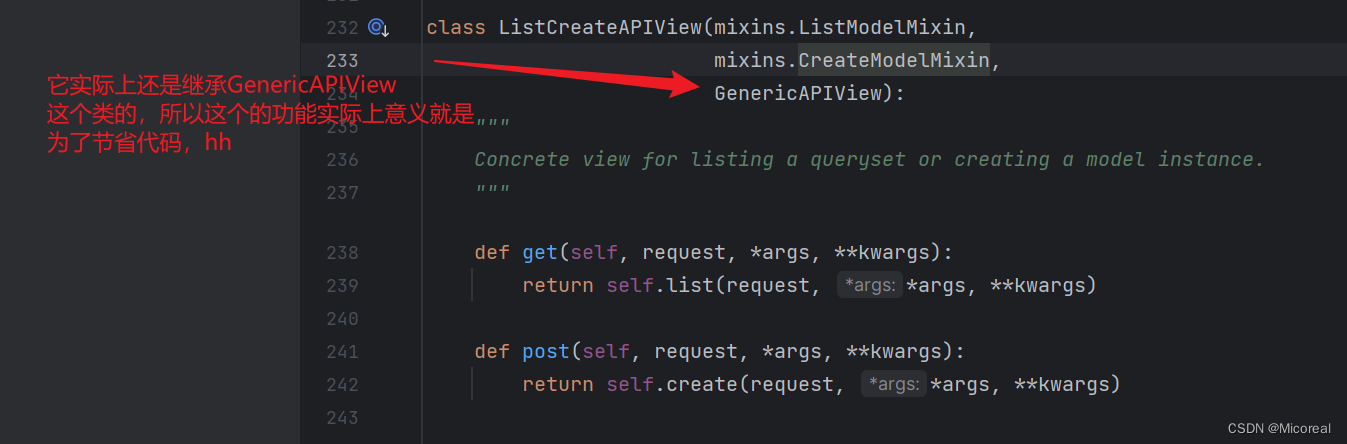 232 class ListCreateAPIView(mixins.ListModelMixin,
233 mixins.CreateModelMixin,
它实际上还是继承GenericAPIView
234 GenericAPIView):
这个类的，所以这个的功能实际上意义就是
235 """
为了节省代码，hh
236 Concrete view for listing a queryset or creating a model instance.
237 """
238 def get(self, request, *args, **kwargs):
239 return self.list(request, *args: *args, **kwargs)
240
241 def post(self, request, *args, **kwargs):
242 return self.create(request, *args: *args, **kwargs)
243
CSDN @Micoreal